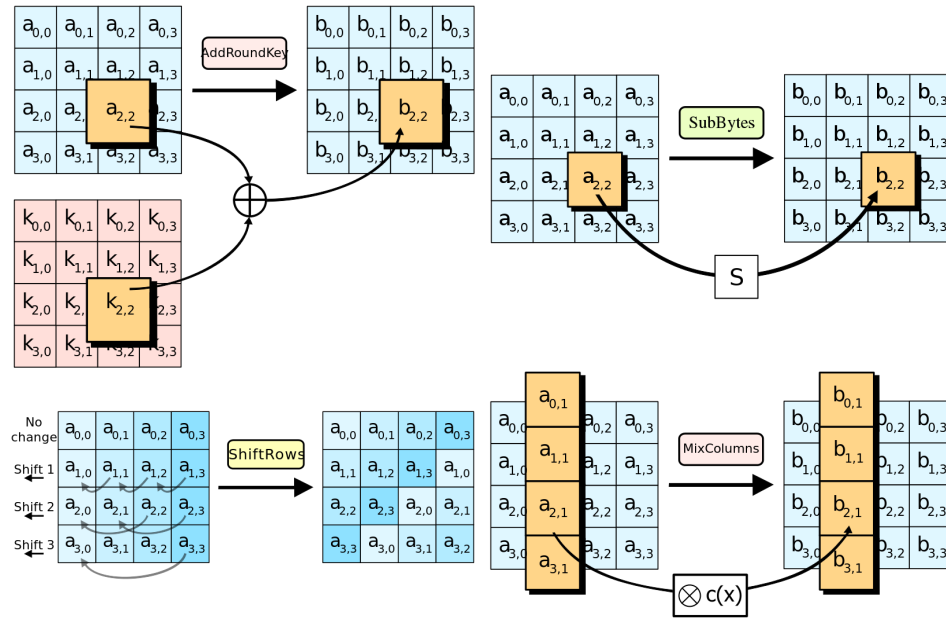 a0,0 a0,1 a0,2 a0,3
a1,0 a1,1 a1,2 a1,3
a2,0 a2, a2,2 2,3
a3,0 a3,1 a3,2 a3,3
AddRoundKey
b0,0 b0,1 b0,2 b0,3
b1,0 b1,1 b1,2 b1,3
b2,0 b2, b2,2 b2,3
b3,0 b3,1 b3,2 b3,3
k0,0 k0,1 k0,2 k0,3
k1,0 k1,1 k1,2 k1,3
k2,0 k2, k2,2 2,3
k3,0 k3,1 k3,2 k3,3
a0,0 a0,1 a0,2 a0,3
a1,0 a1,1 a1,2 a1,3
a2,0 a2,1 a2,2 a2,3
a3,0 a3,1 a3,2 a3,3
SubBytes
b0,0 b0,1 b0,2 b0,3
b1,0 b1,1 b1,2 b1,3
b2,0 b2,1 b2,2 b2,3
b3,0 b3,1 b3,2 b3,3
S
No
change
Shift 1
Shift 2
Shift 3
a0,0 a0,1 a0,2 a0,3
a1,0 a1,1 a1,2 a1,3
a2,0 a2,1 a2,2 a2,3
a3,0 a3,1 a3,2 a3,3
ShiftRows
a0,0 a0,1 a0,2 a0,3
a1,1 a1,2 a1,3 a1,0
a2,2 a2,3 a2,0 a2,1
a3,3 a3,0 a3,1 a3,2
a0,1
a0,0 a0,2 a0,3
a1,1
a1,0 a1,2 a1,3
a2,1
a2,0 a2,2 a2,3
a3,0 a3,2 a3,3
a3,1
MixColumns
b0,1
b0,0 b0,2 b0,3
b1,1
b1,0 b1,2 b1,3
b2,1
b2,0 b2,2 b2,3
b3,0 b3,2 b3,3
b3,1
⊗ c(x)